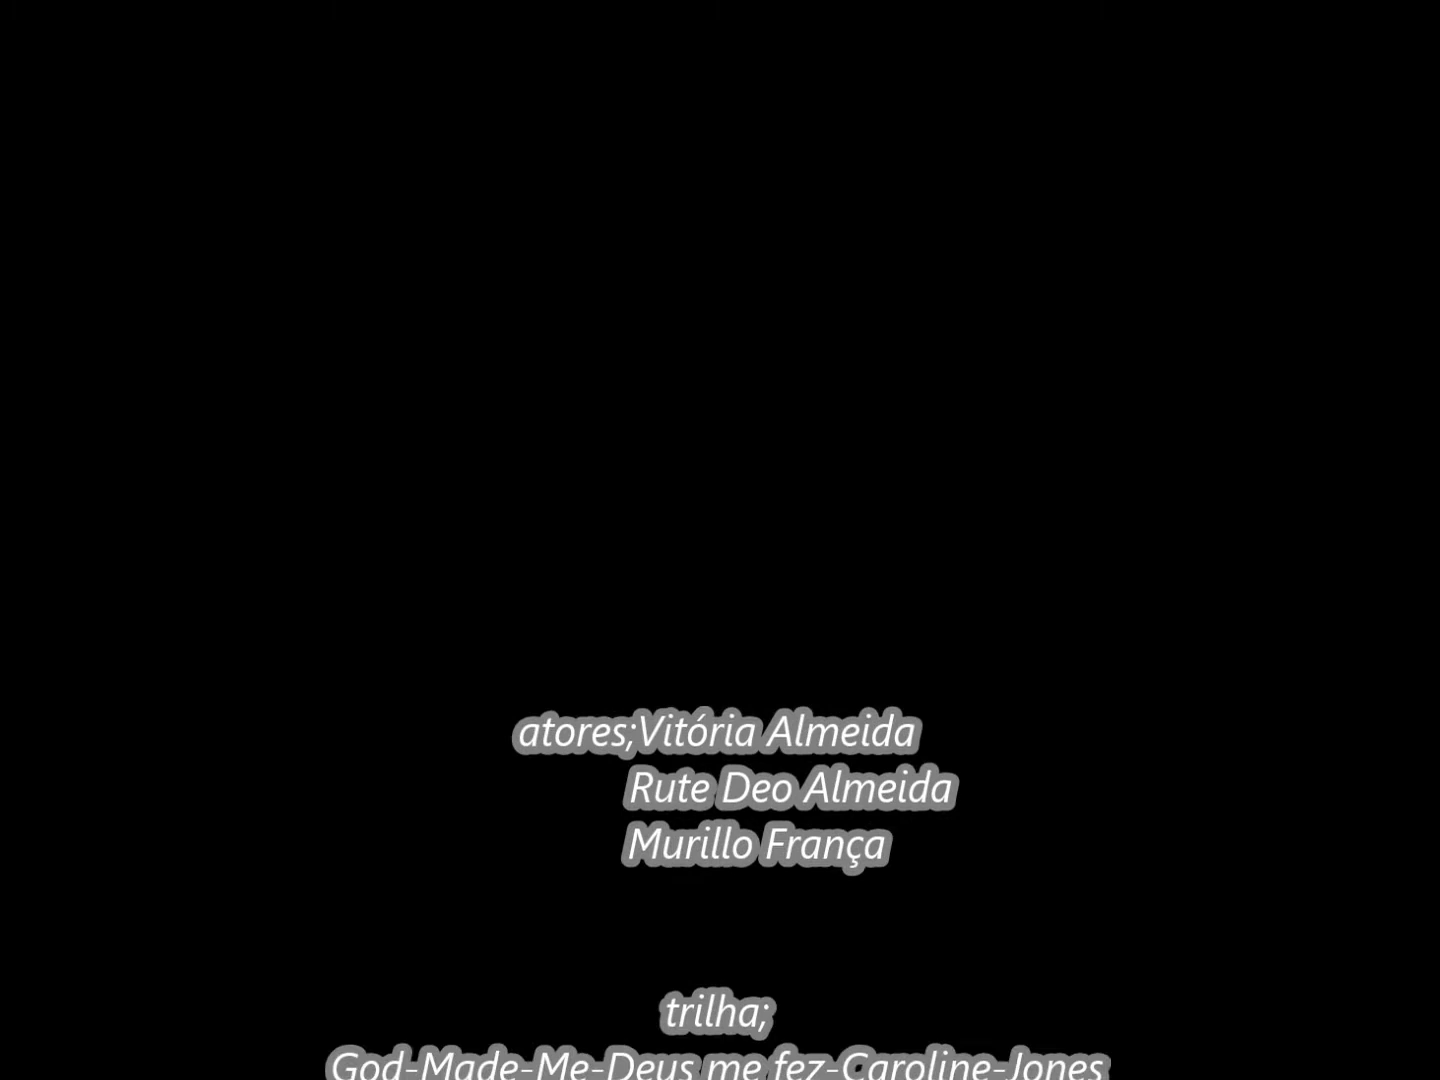 atores;Vitória Almeida
Rute Deo Almeida
Murillo França
trilha;
God-Made-Me-Deus me fez-Caroline-Jones